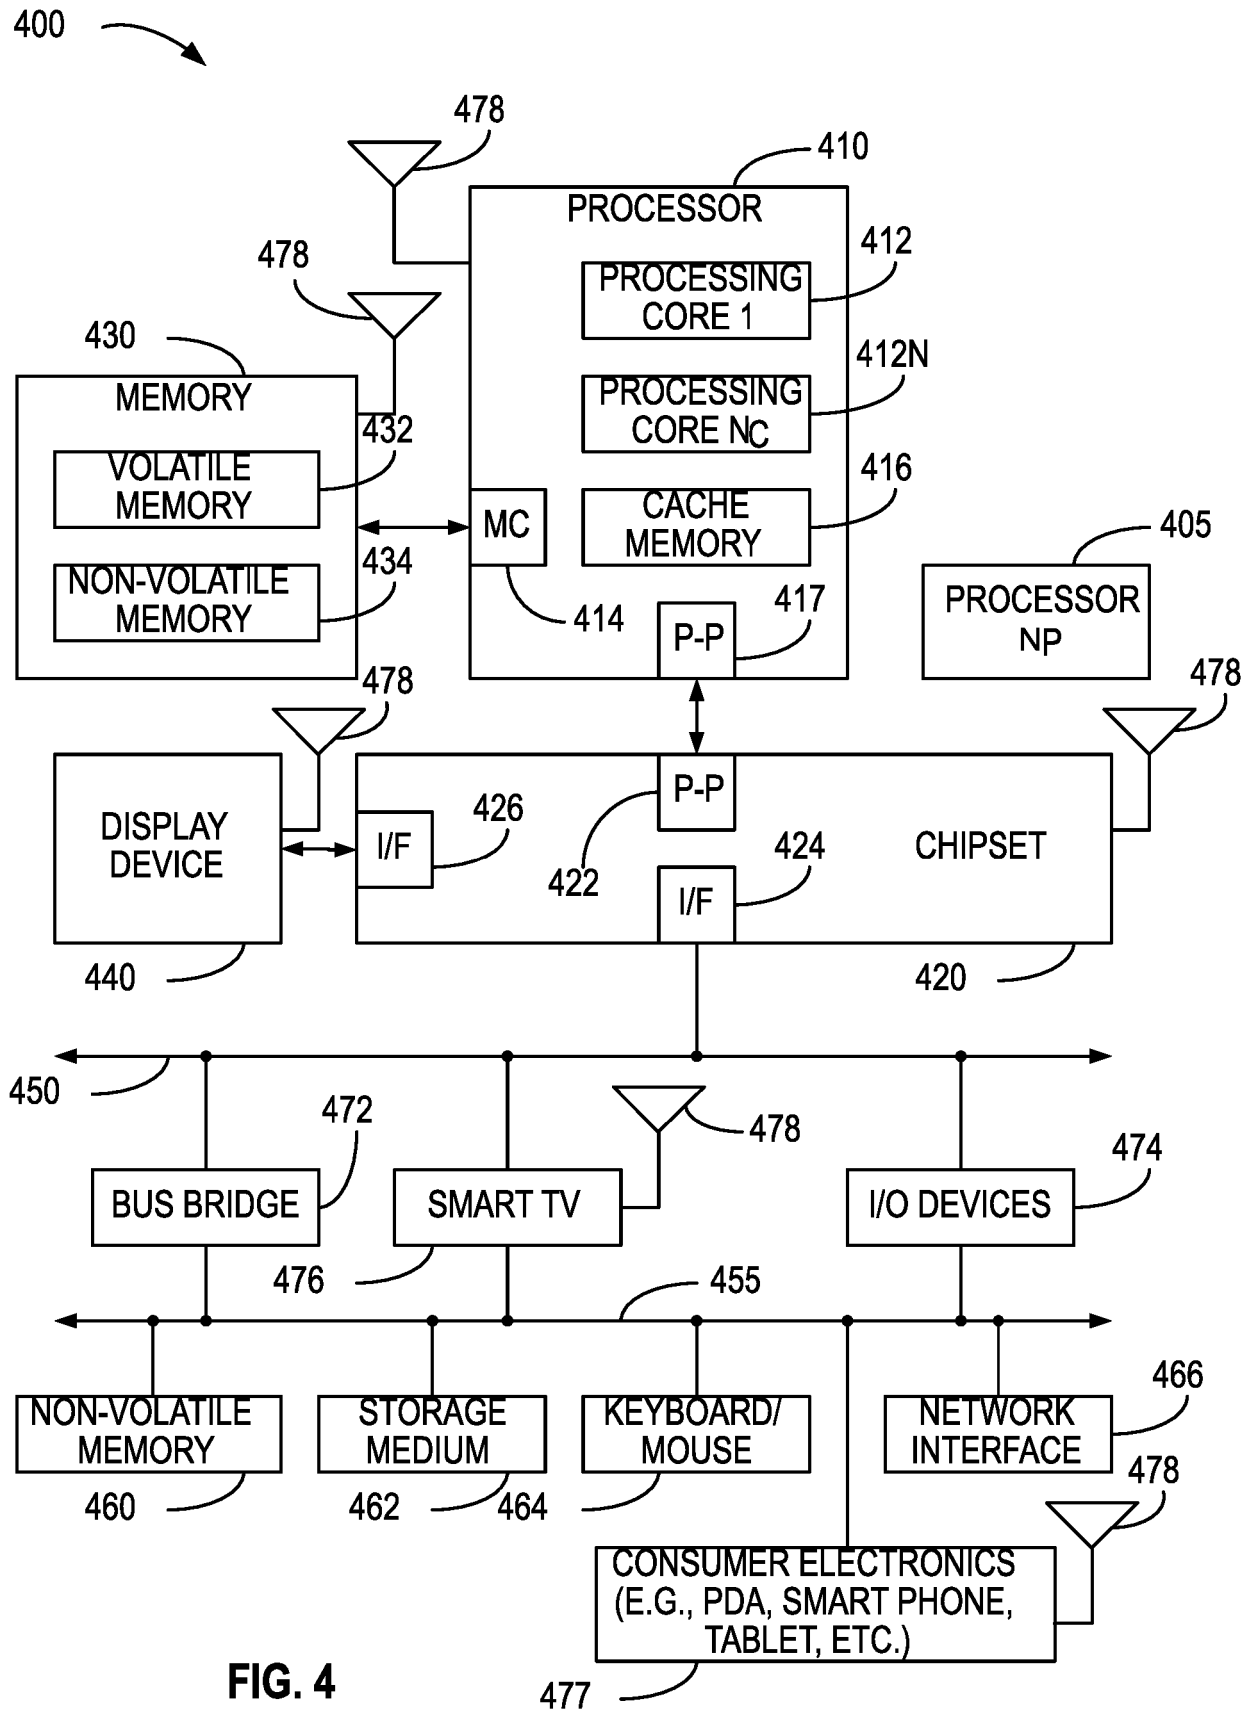 400
478
410
PROCESSOR
412
PROCESSING
CORE 1
478
412N
PROCESSING
CORE NC
430
MEMORY
432
VOLATILE
MEMORY
416
CACHE
MEMORY
MC
414
434
NON-VOLATILE
MEMORY
417
P-P
405
PROCESSOR
NP
478
478
DISPLAY
DEVICE
440
I/F
426
P-P
422
424
I/F
CHIPSET
420
450
472
BUS BRIDGE
478
SMART TV
476
474
I/O DEVICES
455
NON-VOLATILE
MEMORY
460
STORAGE
MEDIUM
462
KEYBOARD/
MOUSE
464
NETWORK
INTERFACE
466
478
CONSUMER ELECTRONICS
(E.G., PDA, SMART PHONE,
TABLET, ETC.)
477
FIG. 4